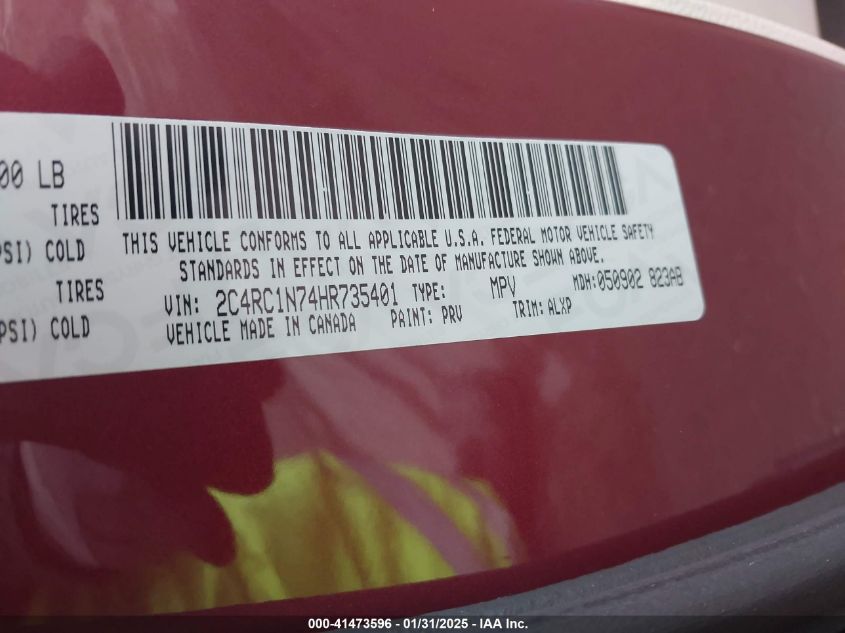 00 LB
TIRES
PSI) COLD
TIRES
PSI) COLD
THIS VEHICLE CONFORMS TO ALL APPLICABLE U.S.A. FEDERAL MOTOR VEHICLE SAFETY
STANDARDS IN EFFECT ON THE DATE OF MANUFACTURE SHOWN ABOVE.
VIN: 2C4RC1N74HR735401 TYPE: MPV MDH:050902 823AB
VEHICLE MADE IN CANADA PAINT: PRV TRIM: ALXP
000-41473596 - 01/31/2025 - IAA Inc.